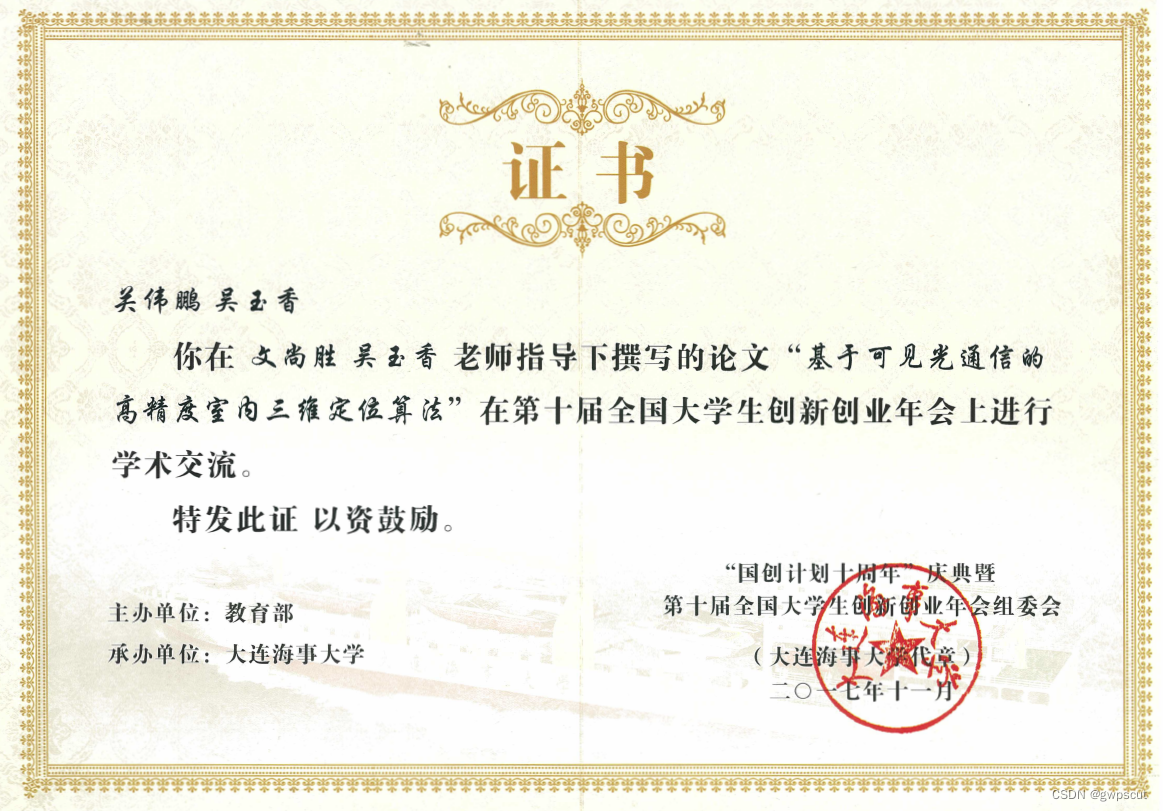 证书
关伟鹏 吴玉香
你在 文尚胜 吴玉香 老师指导下撰写的论文“基于可见光通信的
高精度室内三维定位算法”在第十届全国大学生创新创业年会上进行
学术交流。
特发此证 以资鼓励。
“国创计划十周年”庆典暨
第十届全国大学生创新创业年会组委会
主办单位：教育部
承办单位：大连海事大学
（大连海事大学代章）
二〇一七年十一月
大连海事大学
CSDN @gwpscut